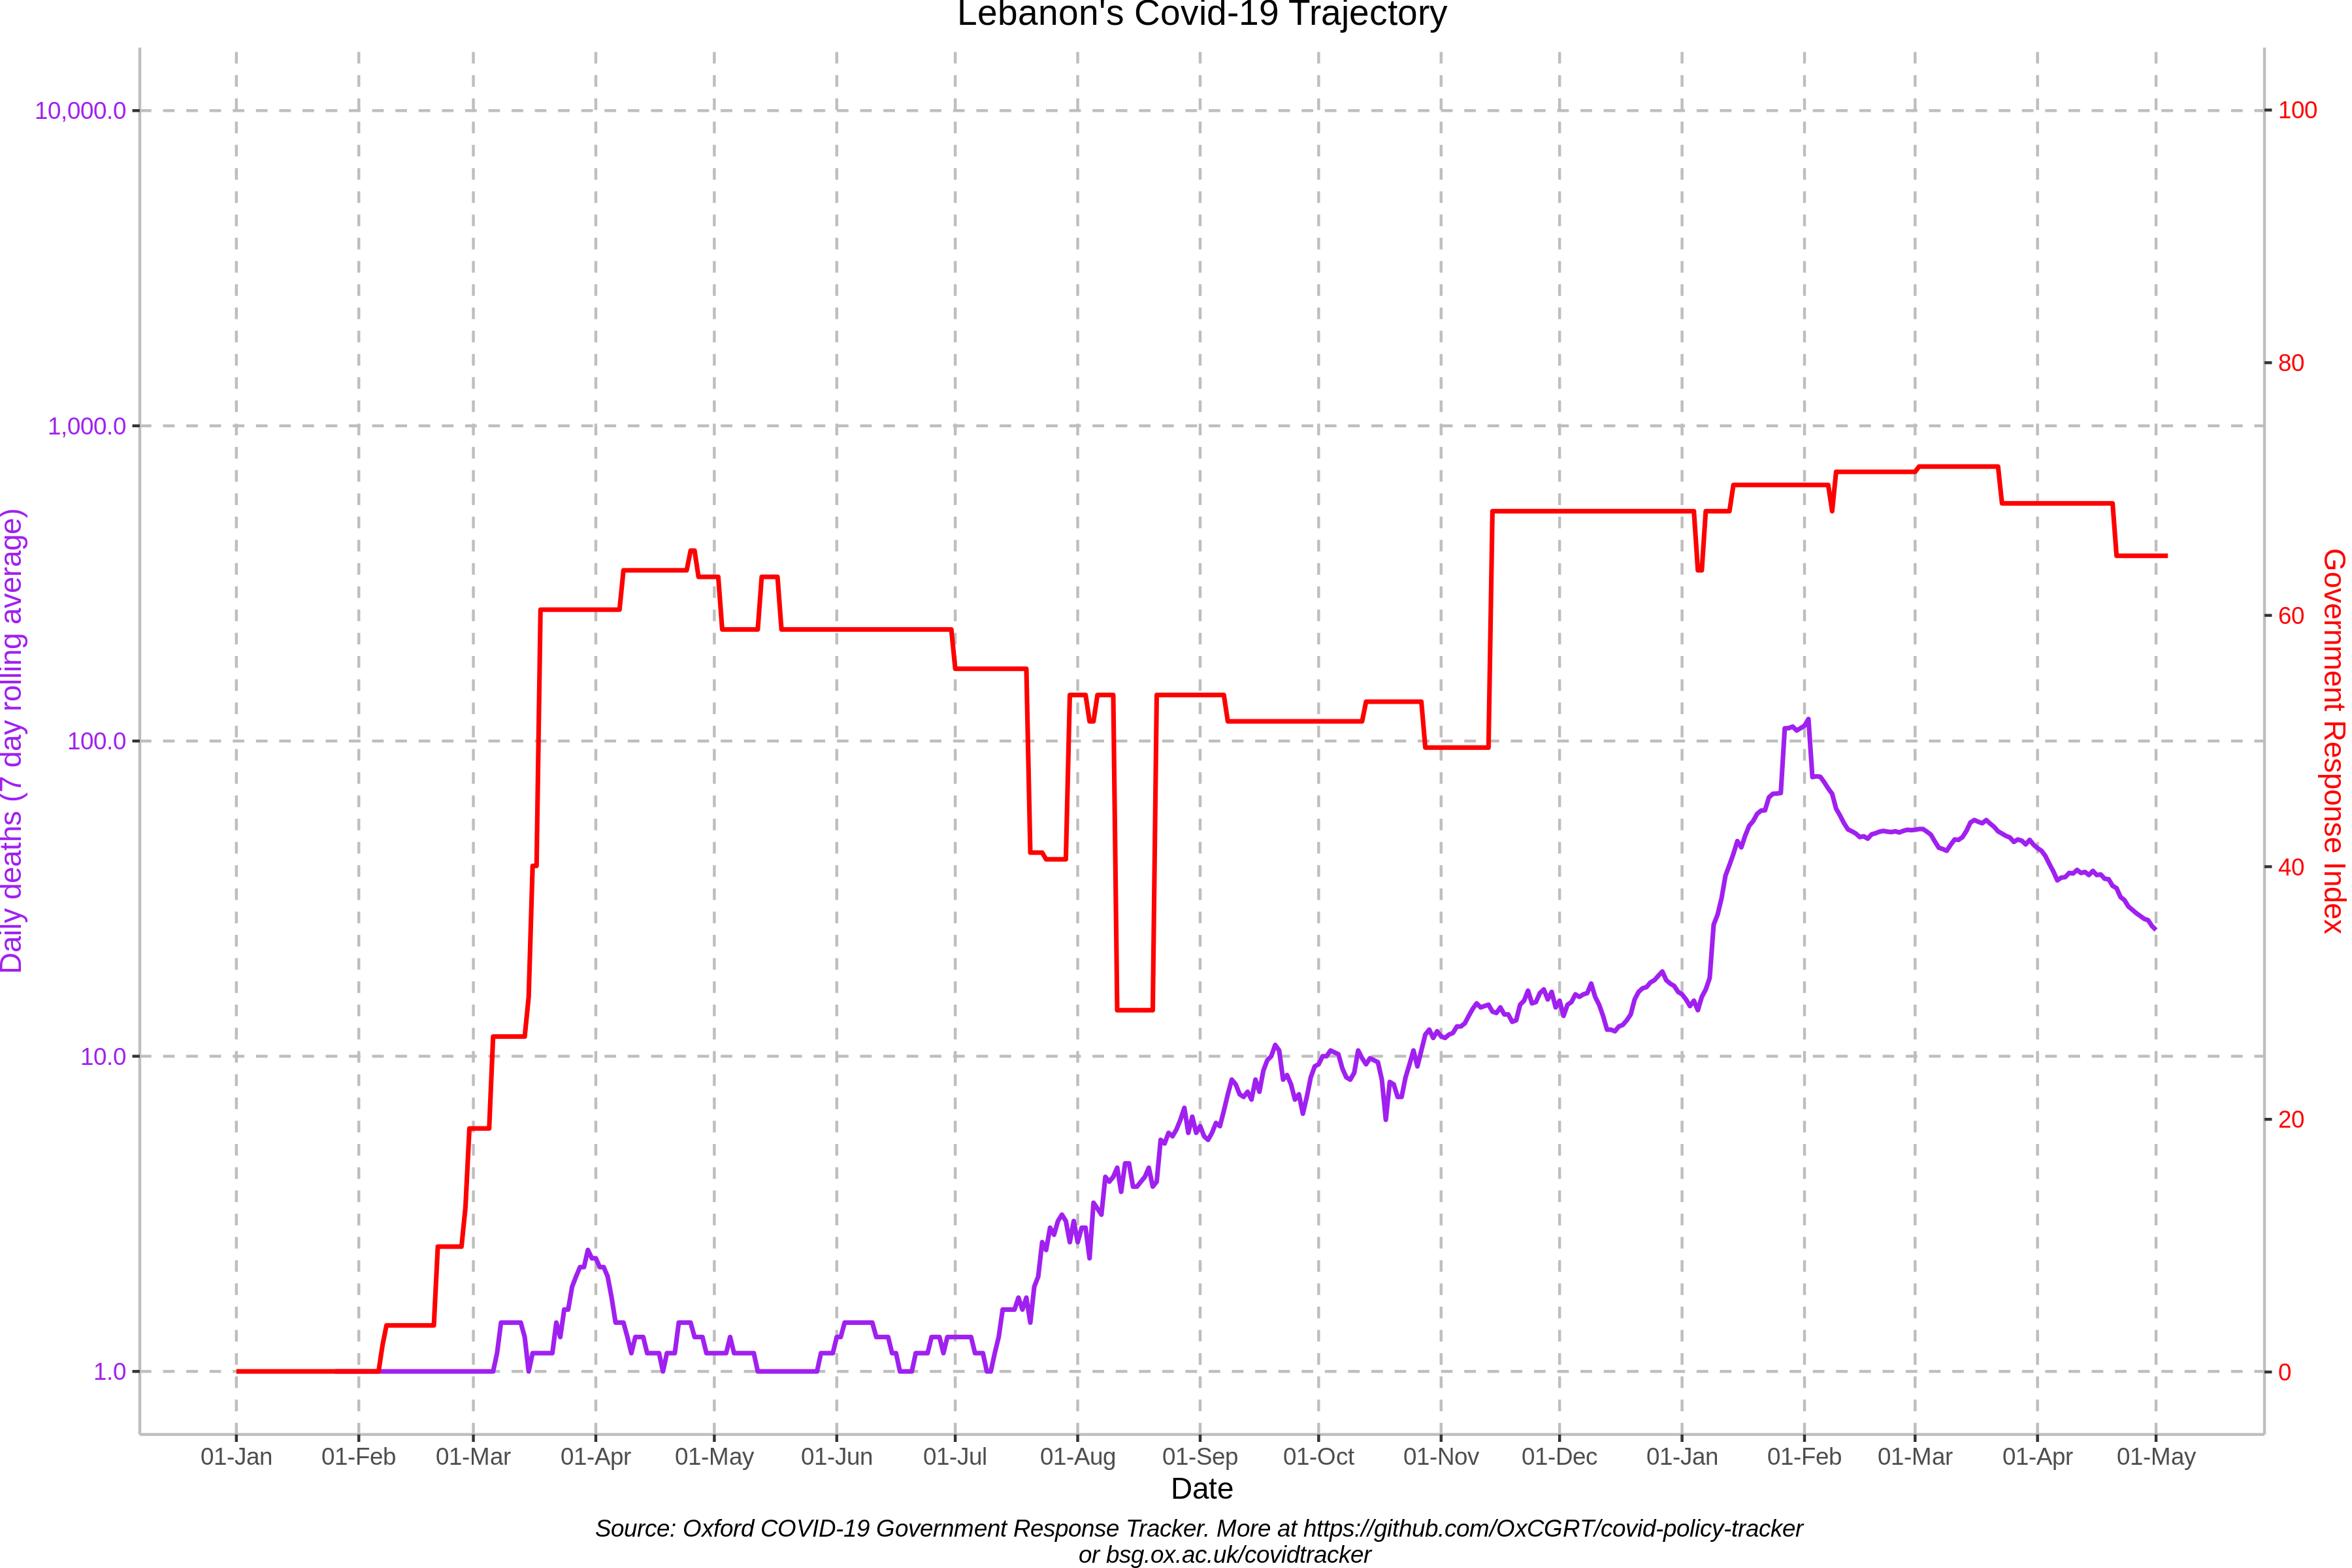 Lebanon's Covid-19 Trajectory
10,000.0
1,000.0
100.0
10.0
1.0
Daily deaths (7 day rolling average)
100
80
60
40
20
0
Government Response Index
01-Jan 01-Feb 01-Mar 01-Apr 01-May 01-Jun 01-Jul 01-Aug 01-Sep 01-Oct 01-Nov 01-Dec 01-Jan 01-Feb 01-Mar 01-Apr 01-May
Date
Source: Oxford COVID-19 Government Response Tracker. More at https://github.com/OxCGRT/covid-policy-tracker
or bsg.ox.ac.uk/covidtracker